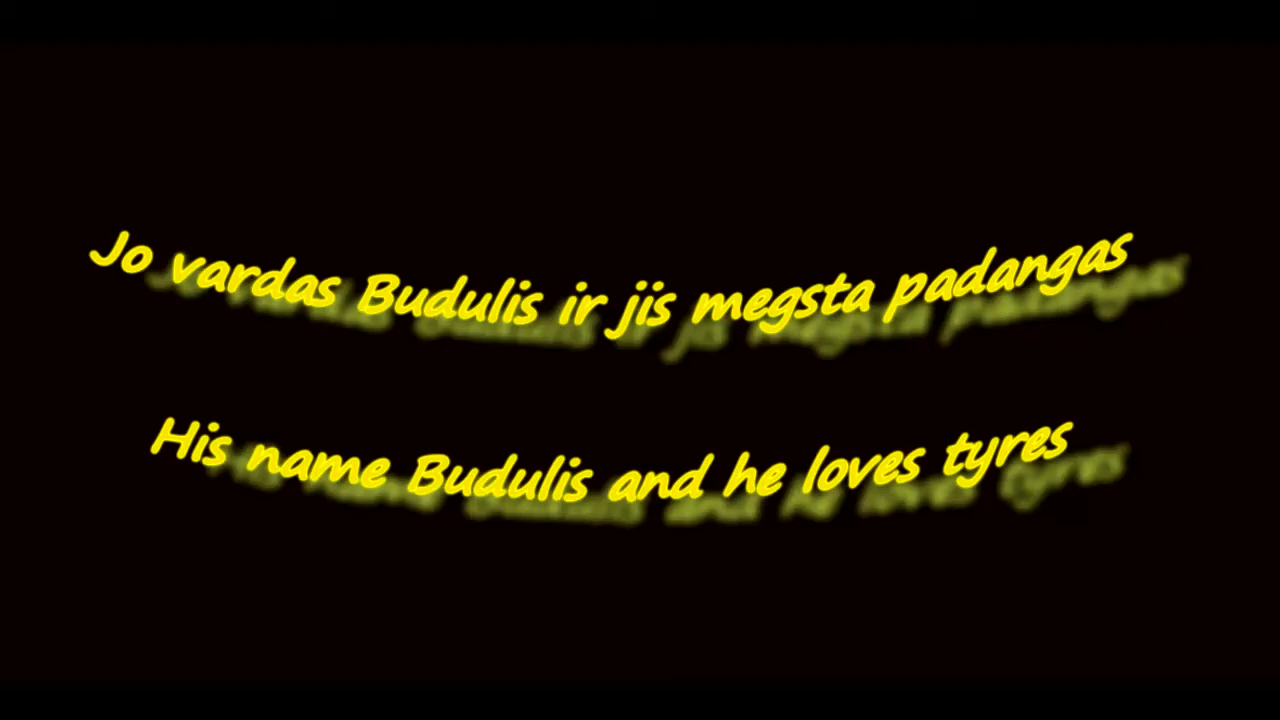 Jo vardas Budulis ir jis megsta padangas
His name Budulis and he loves tyres